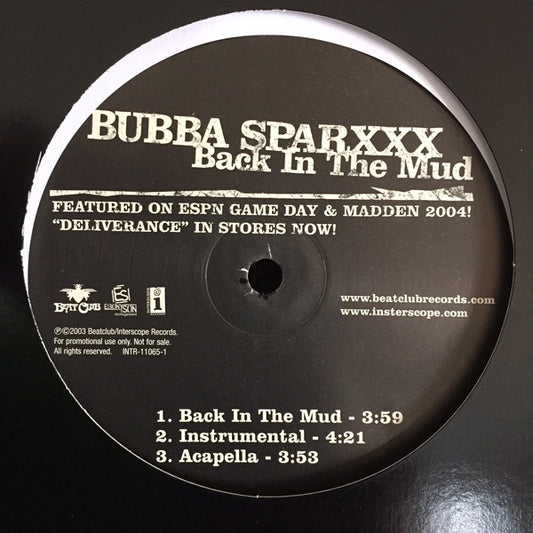 BUBBA SPARXXX
Back In The Mud
FEATURED ON ESPN GAME DAY & MADDEN 2004!
"DELIVERANCE" IN STORES NOW!
BEAT CLUB
www.beatclubrecords.com
www.insterscope.com
℗©2003 Beatclub/Interscope Records.
For promotional use only. Not for sale.
All rights reserved. INTR-11065-1
1. Back In The Mud - 3:59
2. Instrumental - 4:21
3. Acapella - 3:53